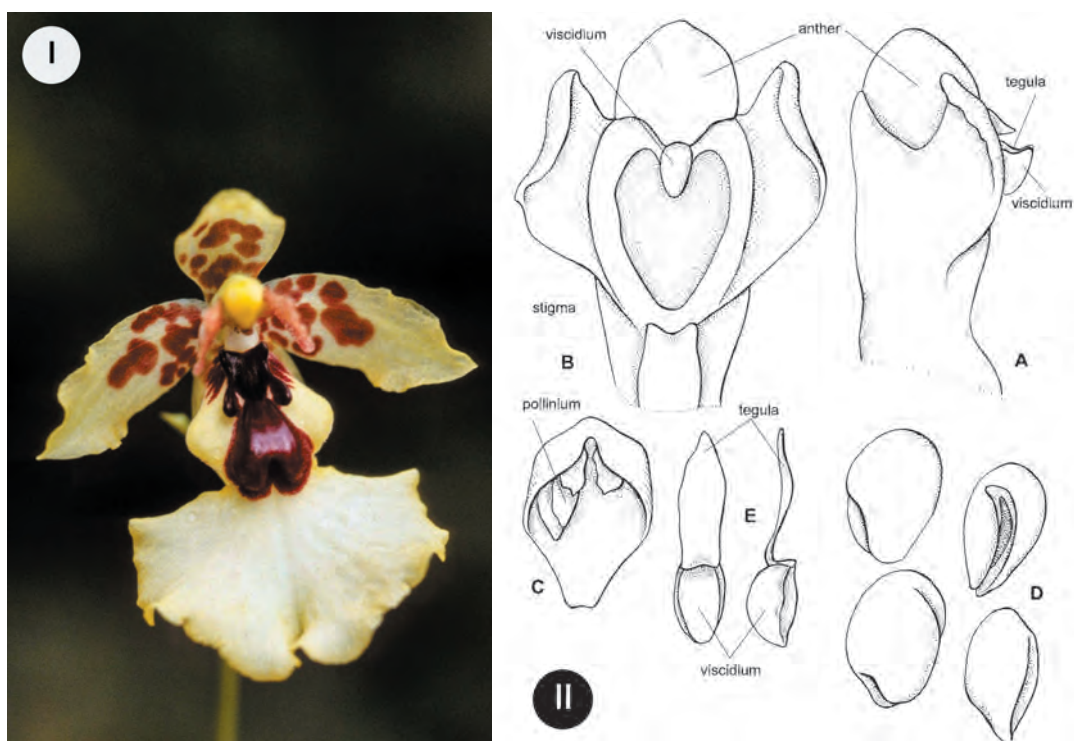 I
viscidium
anther
tegula
viscidium
stigma
B
A
pollinium
tegula
E
C
D
viscidium
II